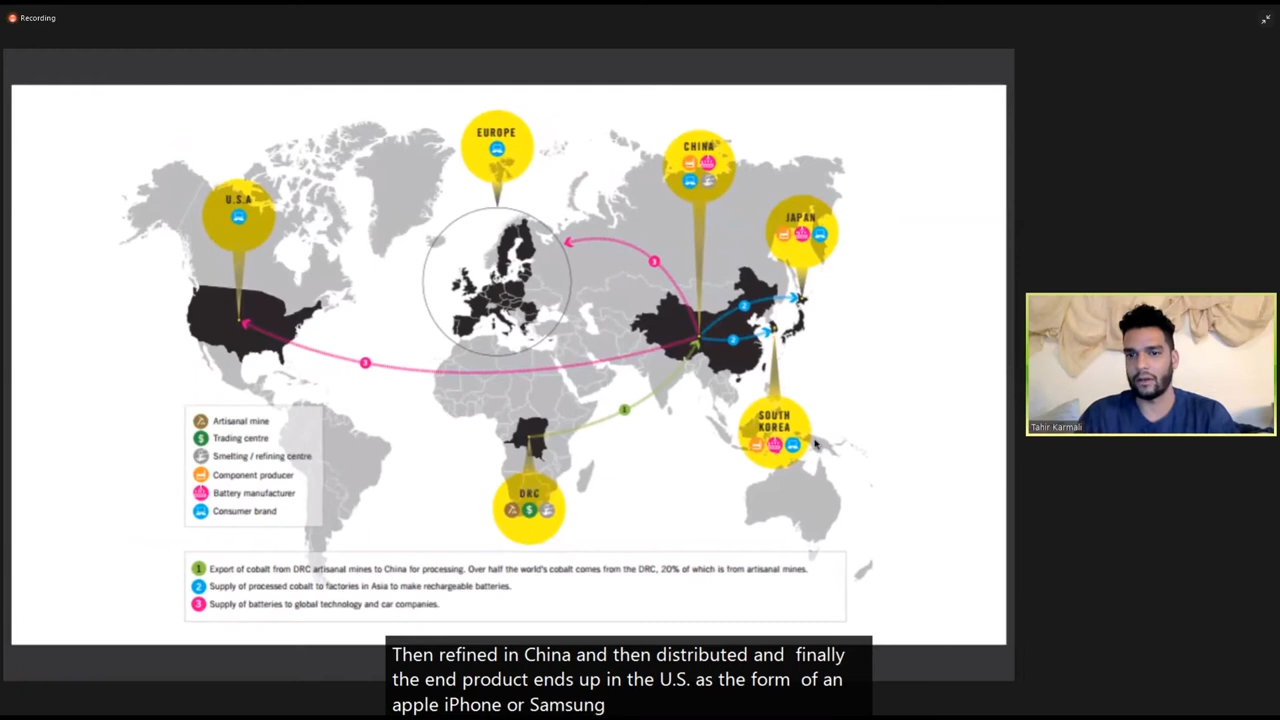 Recording
EUROPE
CHINA
U.S.A
JAPAN
SOUTH
KOREA
Artisanal mine
Trading centre
Smelting / refining centre
Component producer
Battery manufacturer
Consumer brand
DRC
3
2
2
3
1
Tahir Karmali
1 Export of cobalt from DRC artisanal mines to China for processing. Over half the world's cobalt comes from the DRC, 20% of which is from artisanal mines.
2 Supply of processed cobalt to factories in Asia to make rechargeable batteries.
3 Supply of batteries to global technology and car companies.
Then refined in China and then distributed and finally
the end product ends up in the U.S. as the form of an
apple iPhone or Samsung